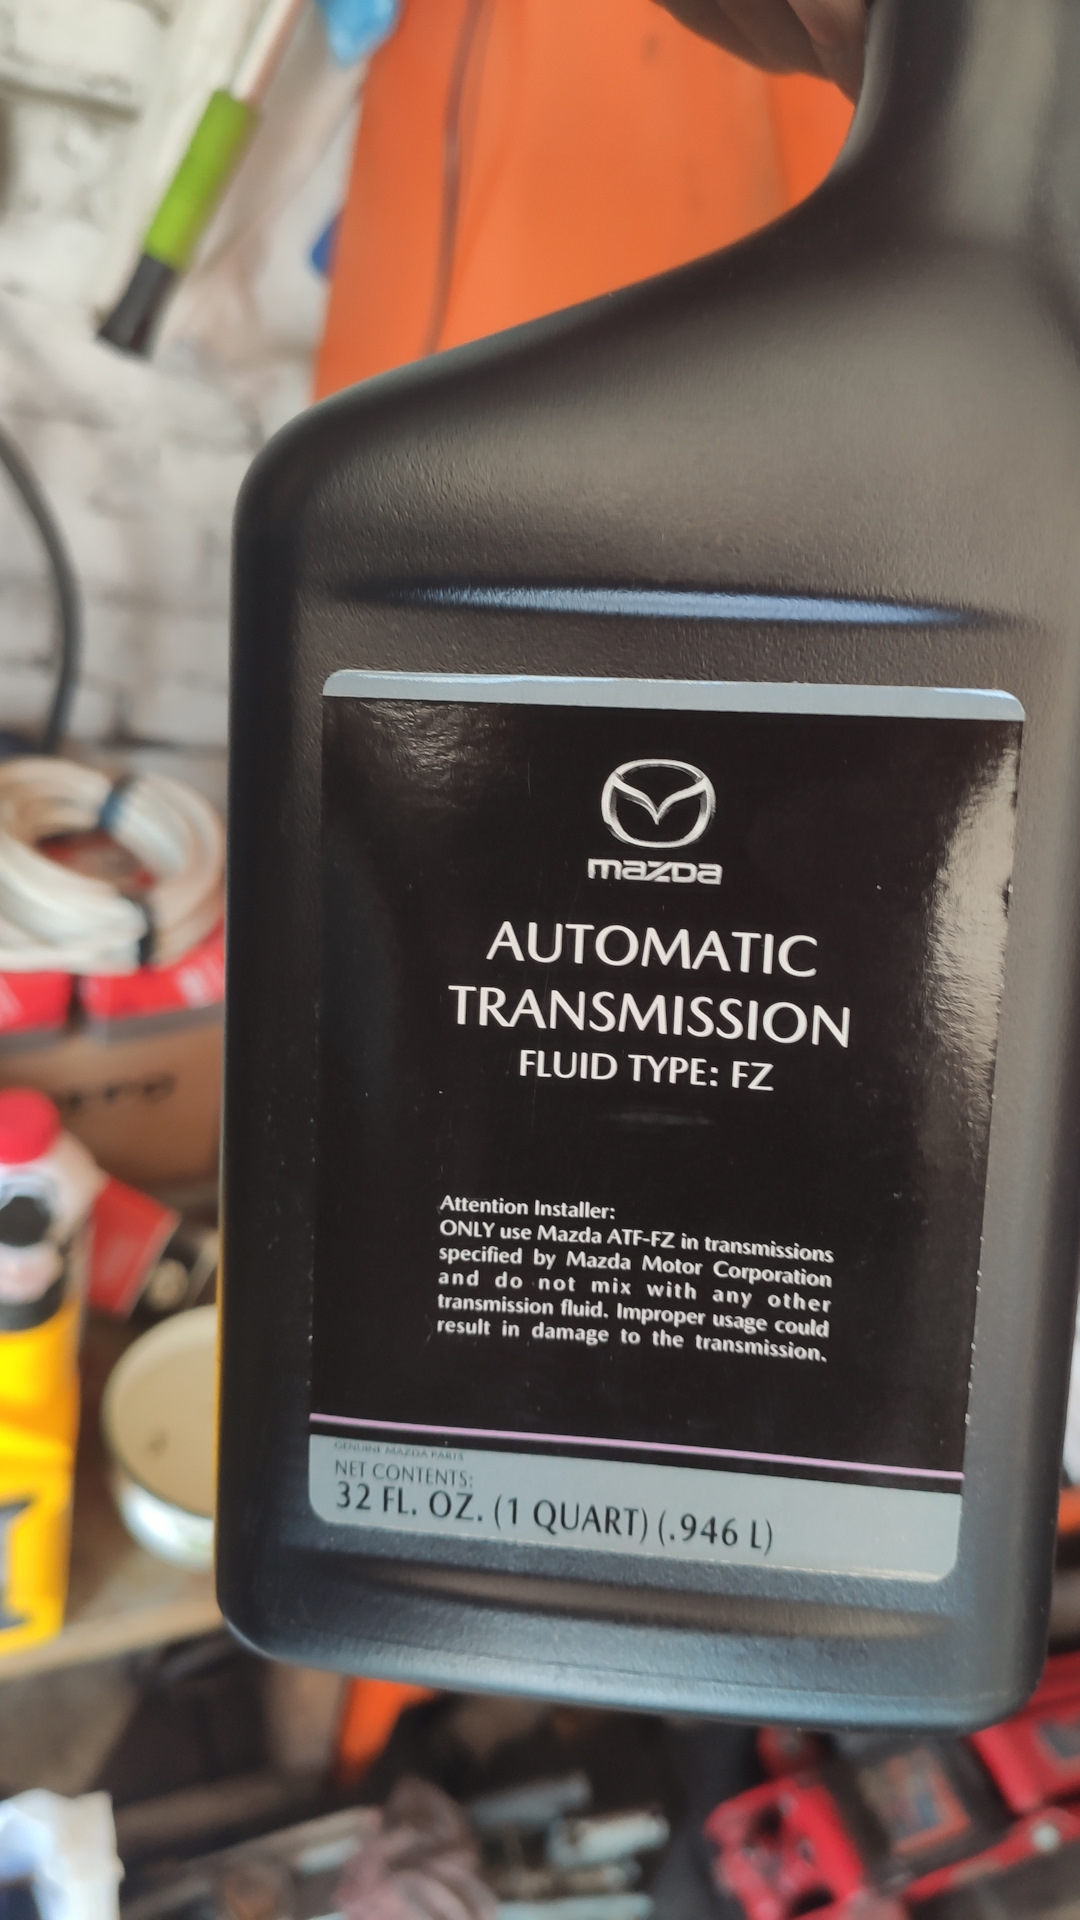 mazda
AUTOMATIC
TRANSMISSION
FLUID TYPE: FZ
Attention Installer:
ONLY use Mazda ATF-FZ in transmissions
specified by Mazda Motor Corporation
and do not mix with any other
transmission fluid. Improper usage could
result in damage to the transmission.
GENUINE MAZDA PARTS
NET CONTENTS:
32 FL. OZ. (1 QUART) (.946 L)